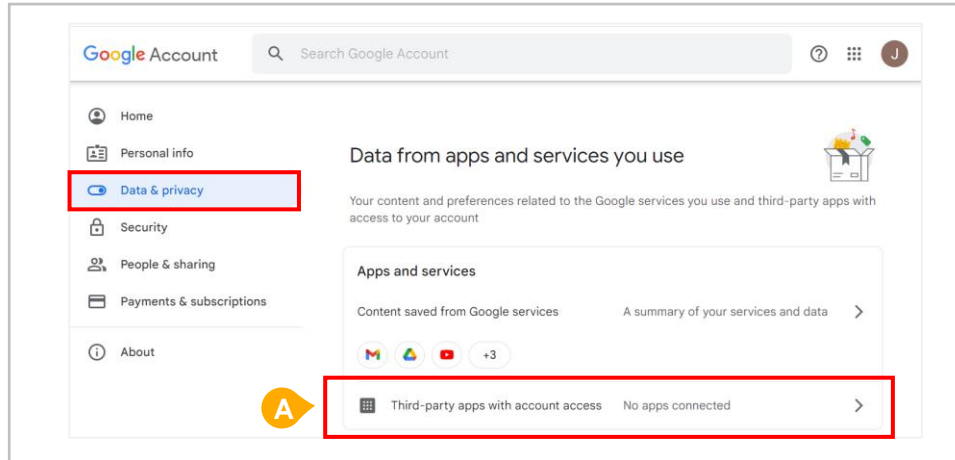 Google Account
Search Google Account
J
Home
Personal info
Data & privacy
Security
People & sharing
Payments & subscriptions
About
Data from apps and services you use
Your content and preferences related to the Google services you use and third-party apps with
access to your account
Apps and services
Content saved from Google services A summary of your services and data
+3
A
Third-party apps with account access No apps connected